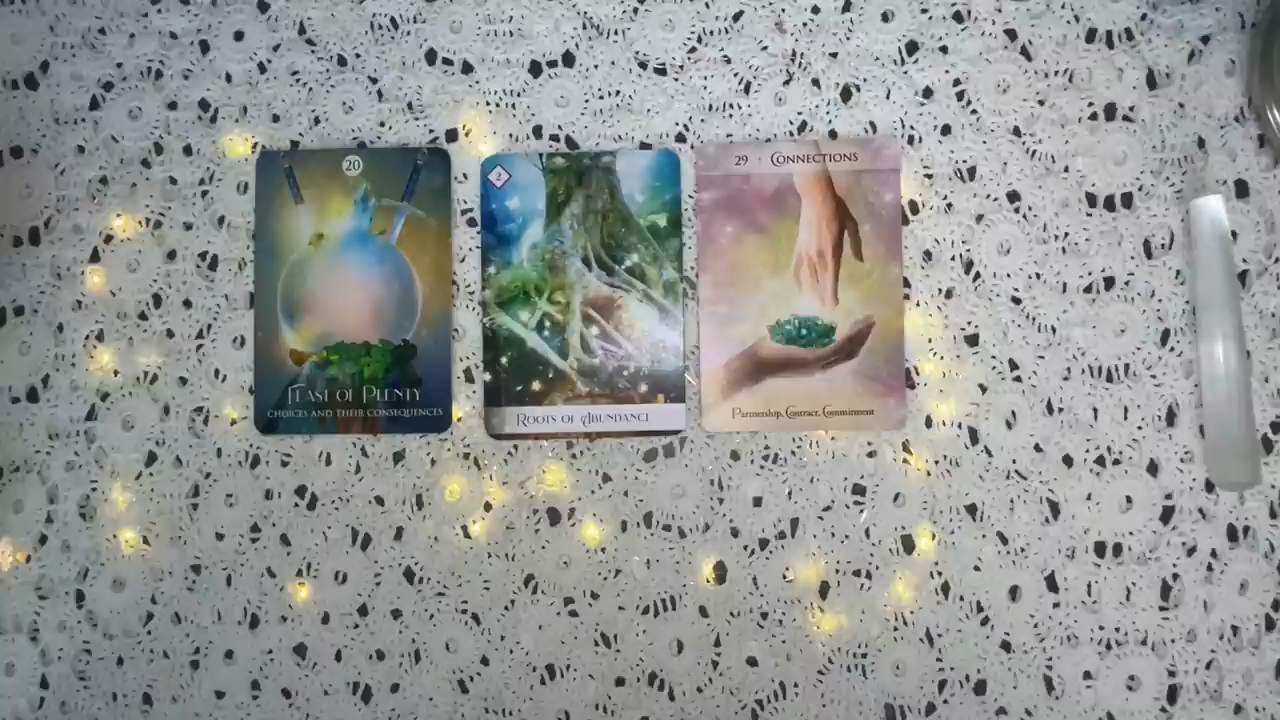 20
FEAST OF PLENTY
CHOICES AND THEIR CONSEQUENCES
2
ROOTS OF ABUNDANCE
29 · CONNECTIONS
Partnership, Contract, Commitment